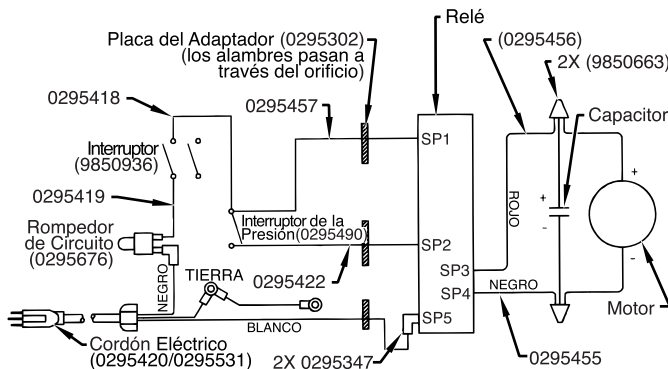 Relé
Placa del Adaptador (0295302)
(los alambres pasan a
través del orificio)
(0295456)
2X (9850663)
0295418
0295457
Capacitor
SP1
Interruptor
(9850936)
ROJO
+
+
0295419
-
Interruptor de la
Presión(0295490)
Rompedor
de Circuito
(0295676)
SP2
-
NEGRO
TIERRA
0295422
SP3
SP4
NEGRO
Motor
BLANCO
SP5
Cordón Eléctrico
(0295420/0295531)
2X 0295347
0295455